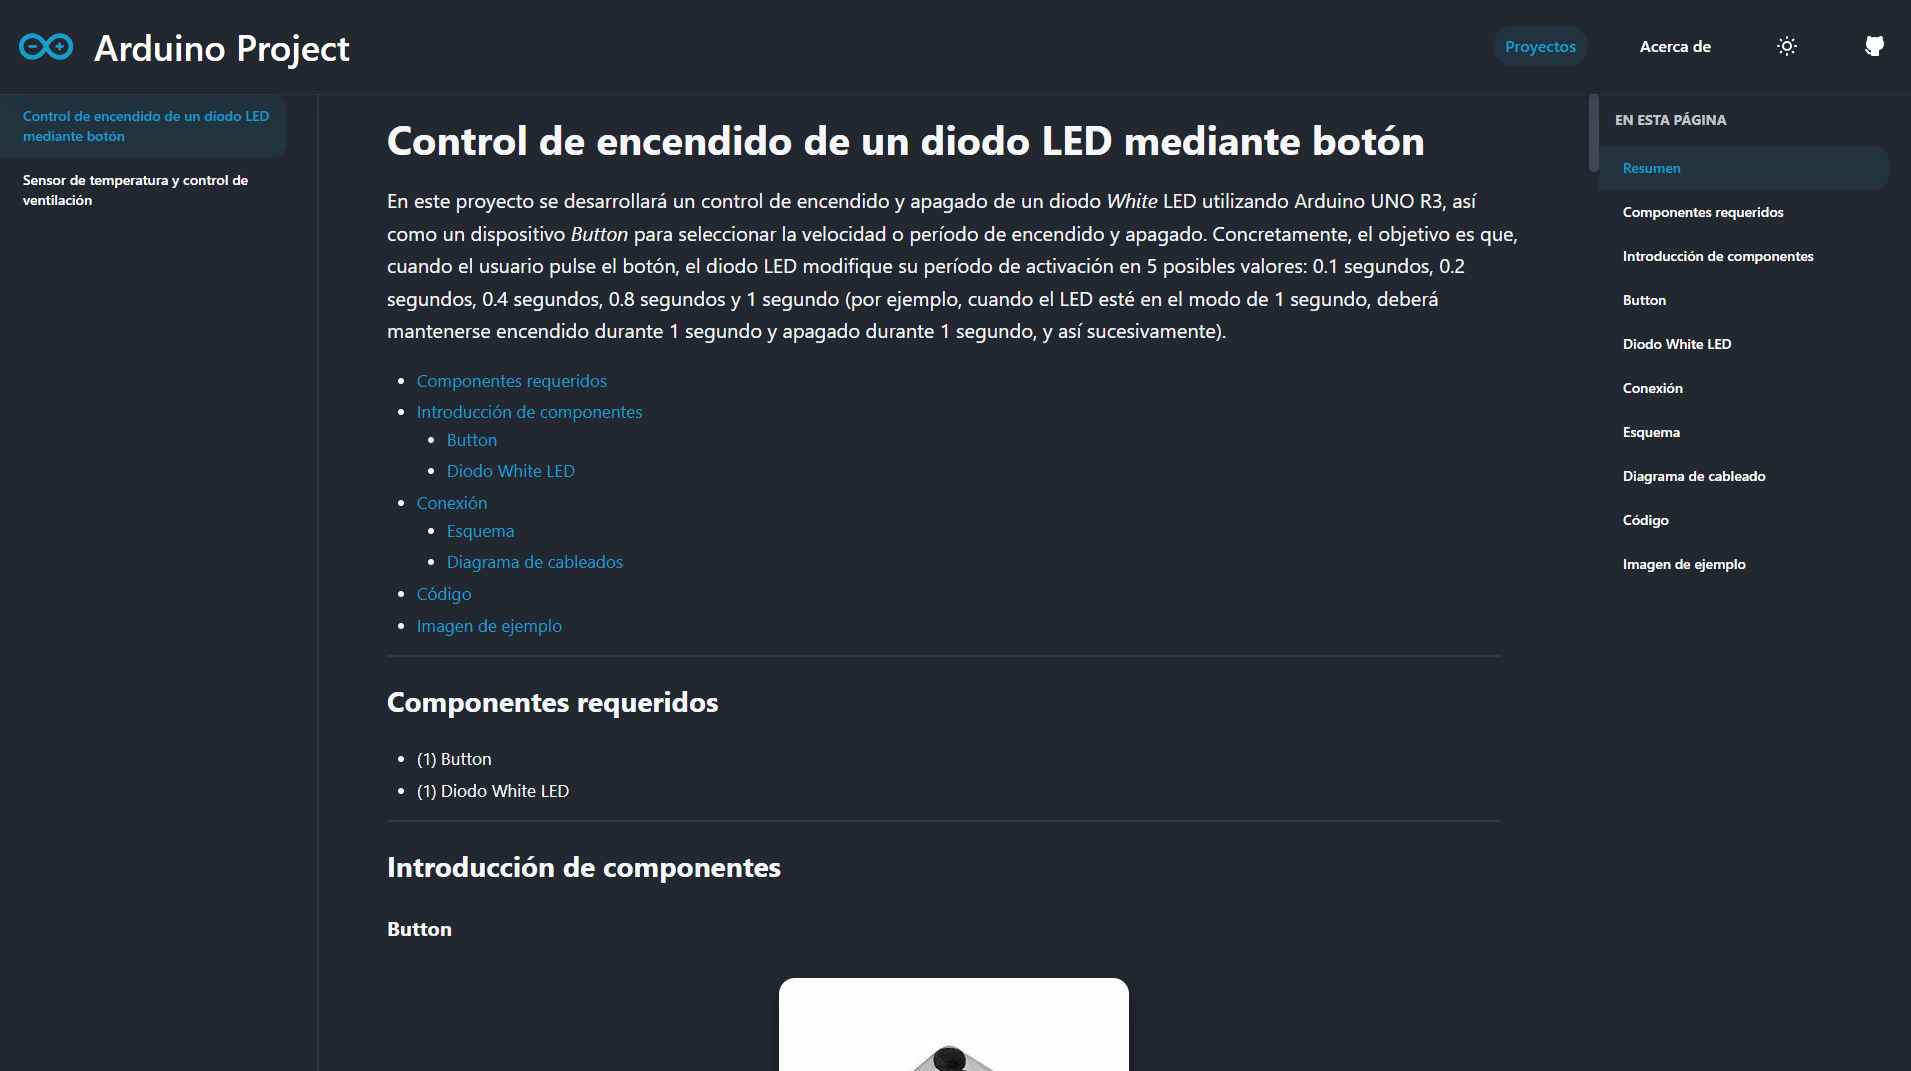 Arduino Project
Proyectos
Acerca de
Control de encendido de un diodo LED
mediante botón
Sensor de temperatura y control de
ventilación
Control de encendido de un diodo LED mediante botón
En este proyecto se desarrollará un control de encendido y apagado de un diodo White LED utilizando Arduino UNO R3, así
como un dispositivo Button para seleccionar la velocidad o período de encendido y apagado. Concretamente, el objetivo es que,
cuando el usuario pulse el botón, el diodo LED modifique su período de activación en 5 posibles valores: 0.1 segundos, 0.2
segundos, 0.4 segundos, 0.8 segundos y 1 segundo (por ejemplo, cuando el LED esté en el modo de 1 segundo, deberá
mantenerse encendido durante 1 segundo y apagado durante 1 segundo, y así sucesivamente).
Componentes requeridos
Introducción de componentes
Button
Diodo White LED
Conexión
Esquema
Diagrama de cableados
Código
Imagen de ejemplo
Componentes requeridos
(1) Button
(1) Diodo White LED
Introducción de componentes
Button
EN ESTA PÁGINA
Resumen
Componentes requeridos
Introducción de componentes
Button
Diodo White LED
Conexión
Esquema
Diagrama de cableado
Código
Imagen de ejemplo